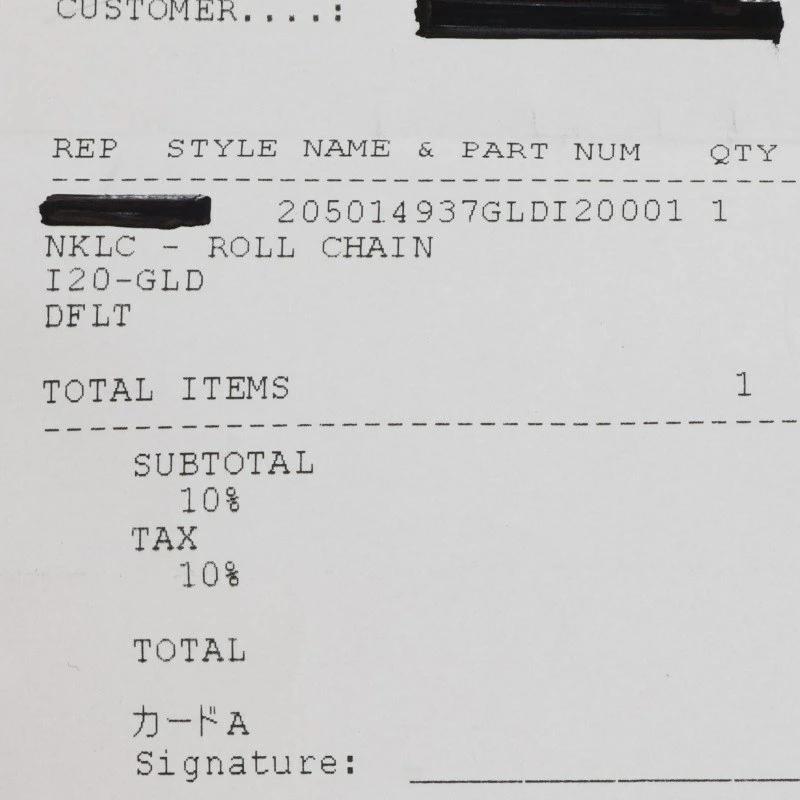 CUSTOMER....:
REP STYLE NAME & PART NUM QTY
205014937GLDI20001 1
NKLC - ROLL CHAIN
I20-GLD
DFLT
TOTAL ITEMS 1
SUBTOTAL
10%
TAX
10%
TOTAL
カードA
Signature: